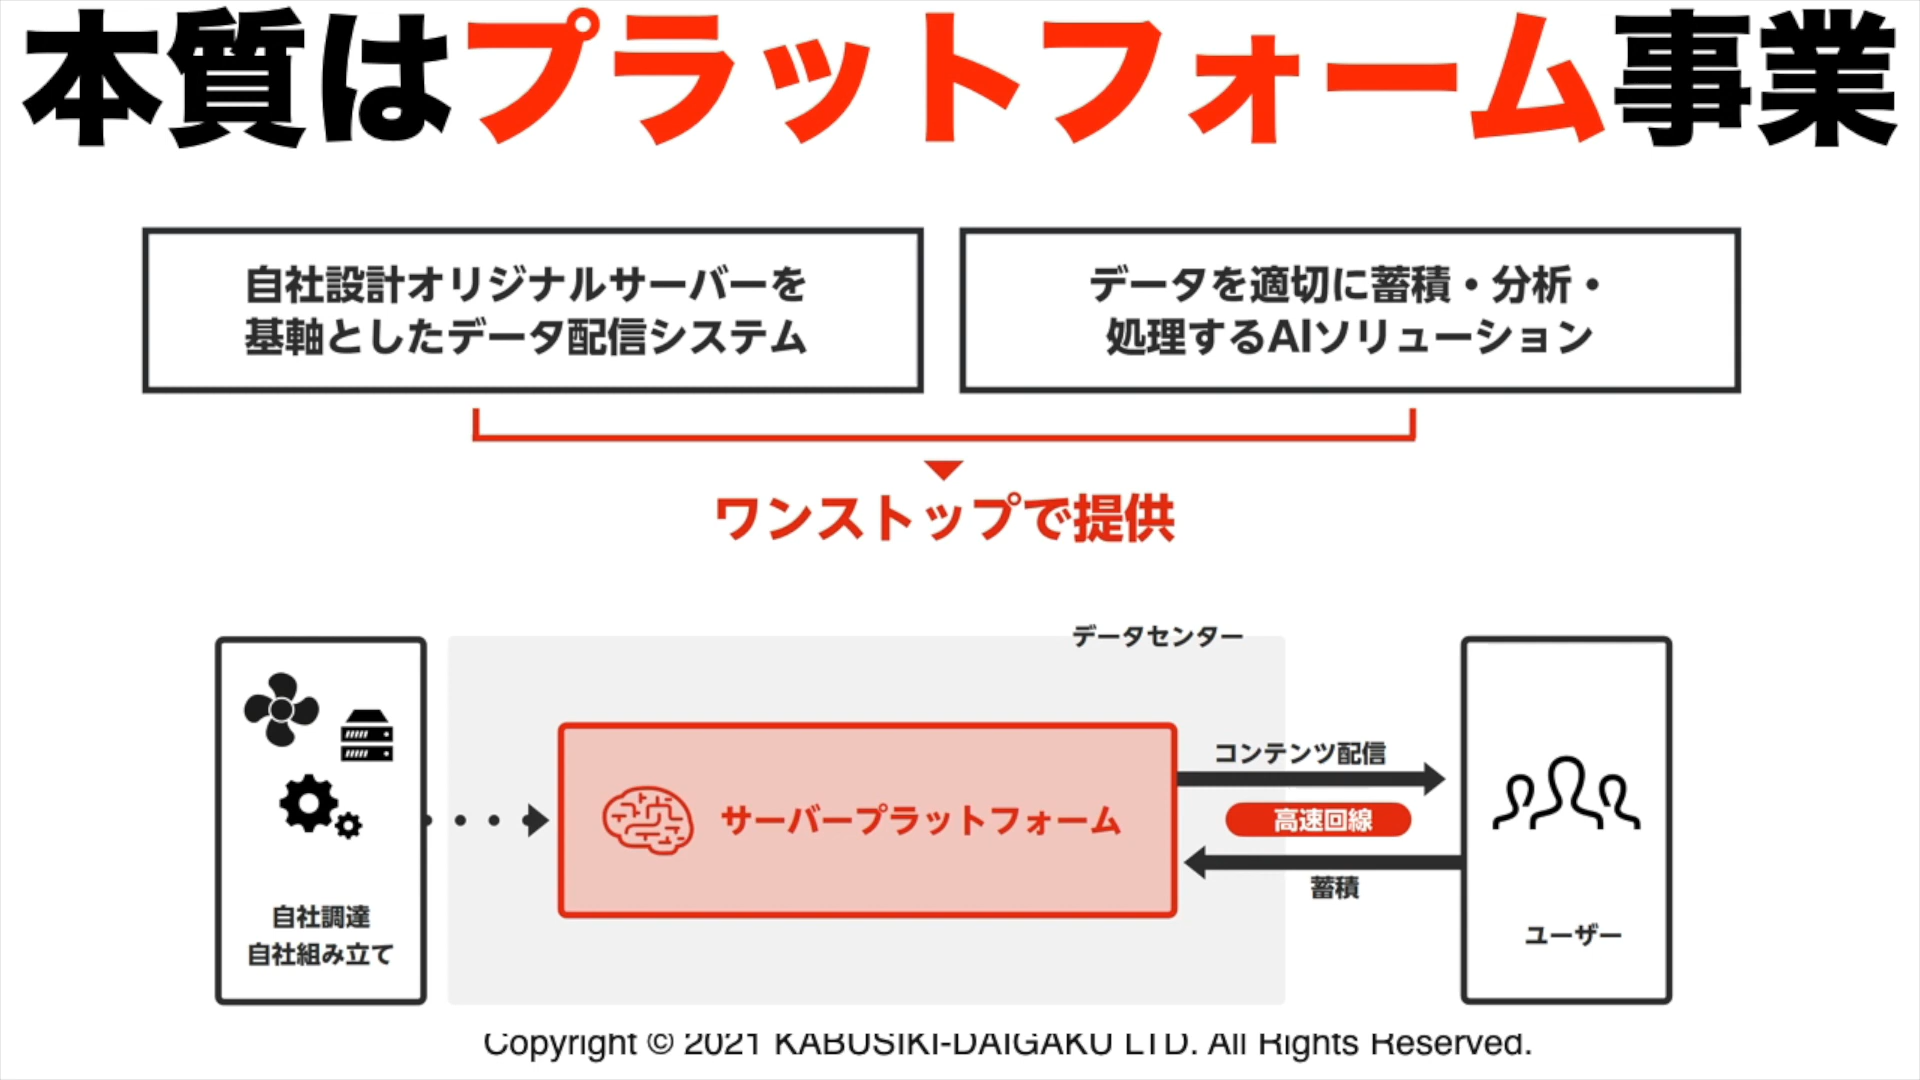 本質はプラットフォーム事業
自社設計オリジナルサーバーを
基軸としたデータ配信システム
データを適切に蓄積・分析・
処理するAIソリューション
ワンストップで提供
データセンター
自社調達
自社組み立て
サーバープラットフォーム
コンテンツ配信
高速回線
蓄積
ユーザー
Copyright © 2021 KABUSIKI-DAIGAKU LTD. All Rights Reserved.